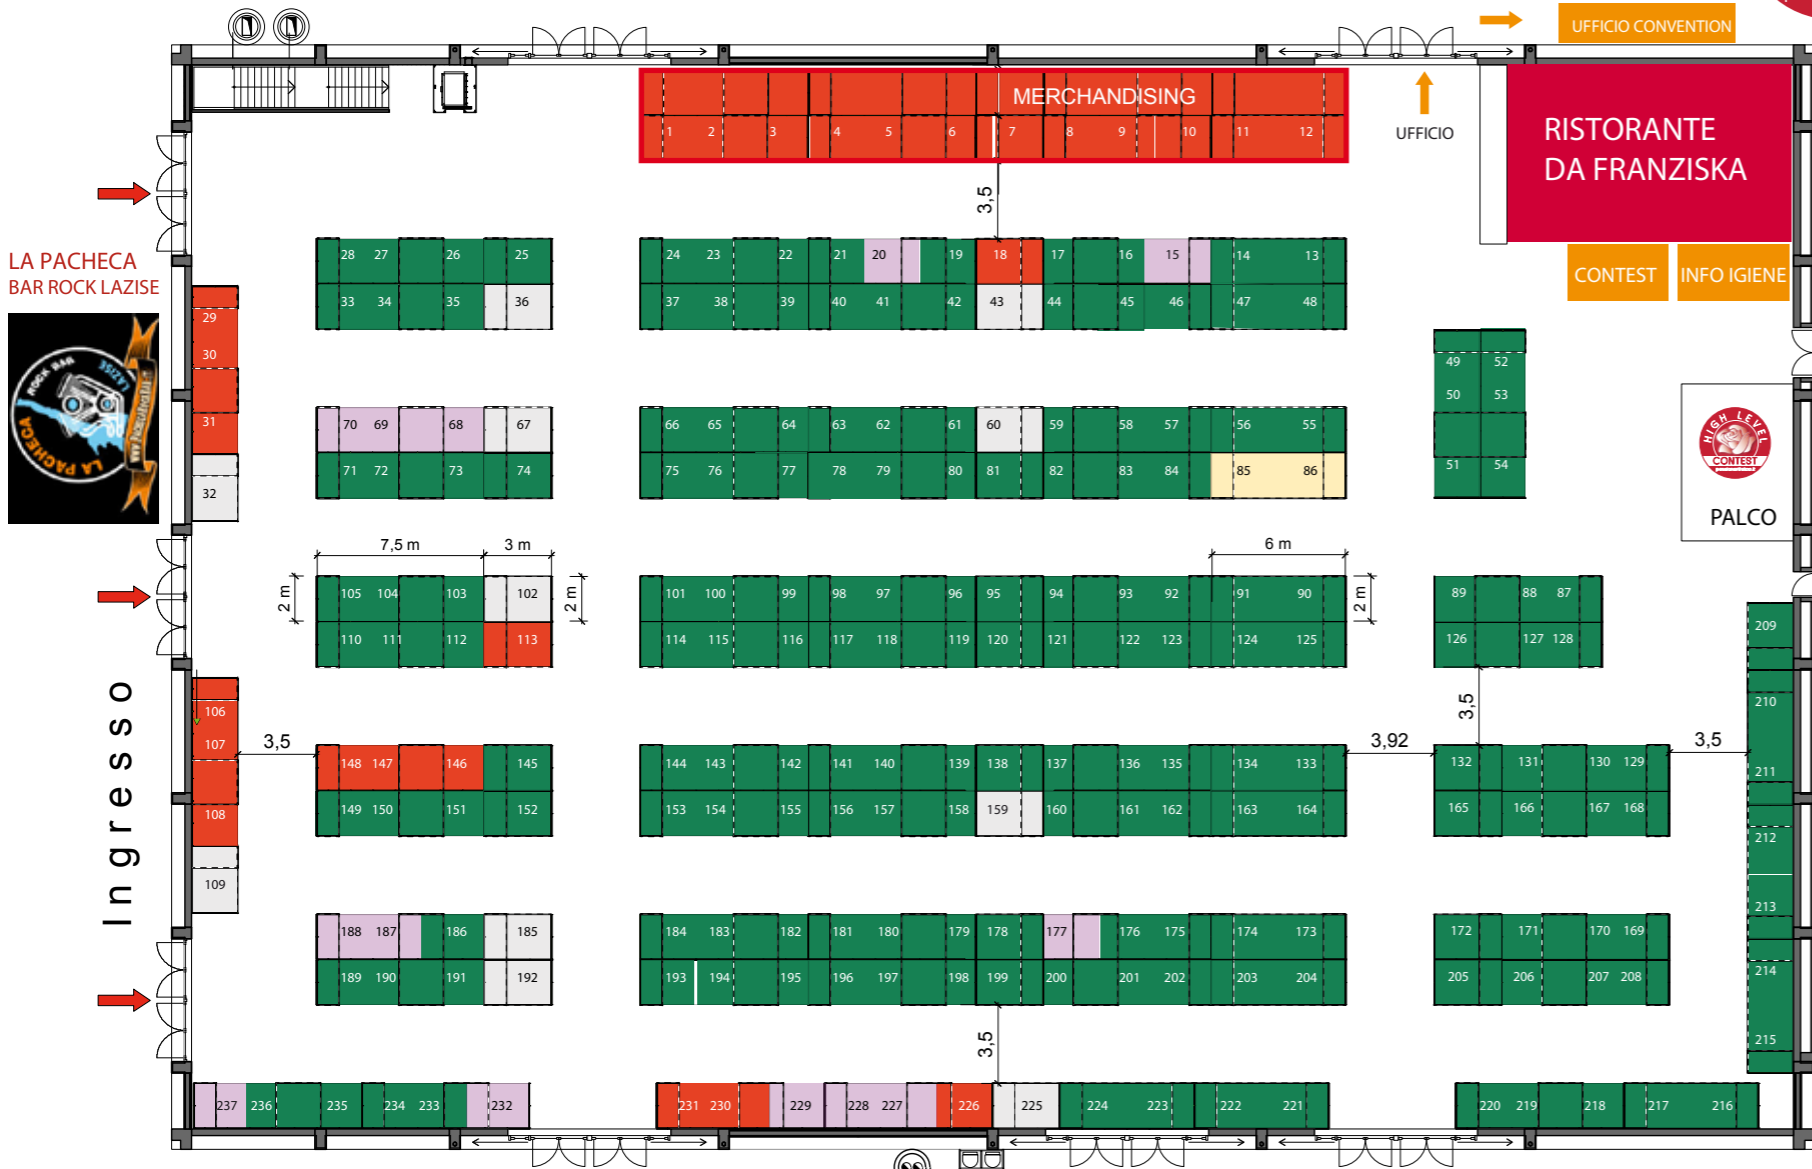 UFFICIO CONVENTION
MERCHANDISING
1 2 3 4 5 6 7 8 9 10 11 12
UFFICIO
RISTORANTE
DA FRANZISKA
3,5
LA PACHECA
BAR ROCK LAZISE
ROCK BAR
LAZISE
LA PACHECA
CONTEST
INFO IGIENE
28 27 26 25 24 23 22 21 20 19 18 17 16 15 14 13
33 34 35 36 37 38 39 40 41 42 43 44 45 46 47 48
29
30
31
32
49 52
50 53
51 54
HIGH LEVEL
CONTEST
PALCO
70 69 68 67 66 65 64 63 62 61 60 59 58 57 56 55
71 72 73 74 75 76 77 78 79 80 81 82 83 84 85 86
7,5 m 3 m 6 m
2 m 2 m 2 m
105 104 103 102 101 100 99 98 97 96 95 94 93 92 91 90 89 88 87
110 111 112 113 114 115 116 117 118 119 120 121 122 123 124 125 126 127 128
Ingresso
106
107
108
109
3,5
3,5
3,92
3,5
148 147 146 145 144 143 142 141 140 139 138 137 136 135 134 133 132 131 130 129
149 150 151 152 153 154 155 156 157 158 159 160 161 162 163 164 165 166 167 168
209
210
211
212
213
214
215
188 187 186 185 184 183 182 181 180 179 178 177 176 175 174 173 172 171 170 169
189 190 191 192 193 194 195 196 197 198 199 200 201 202 203 204 205 206 207 208
3,5
237 236 235 234 233 232 231 230 229 228 227 226 225 224 223 222 221 220 219 218 217 216